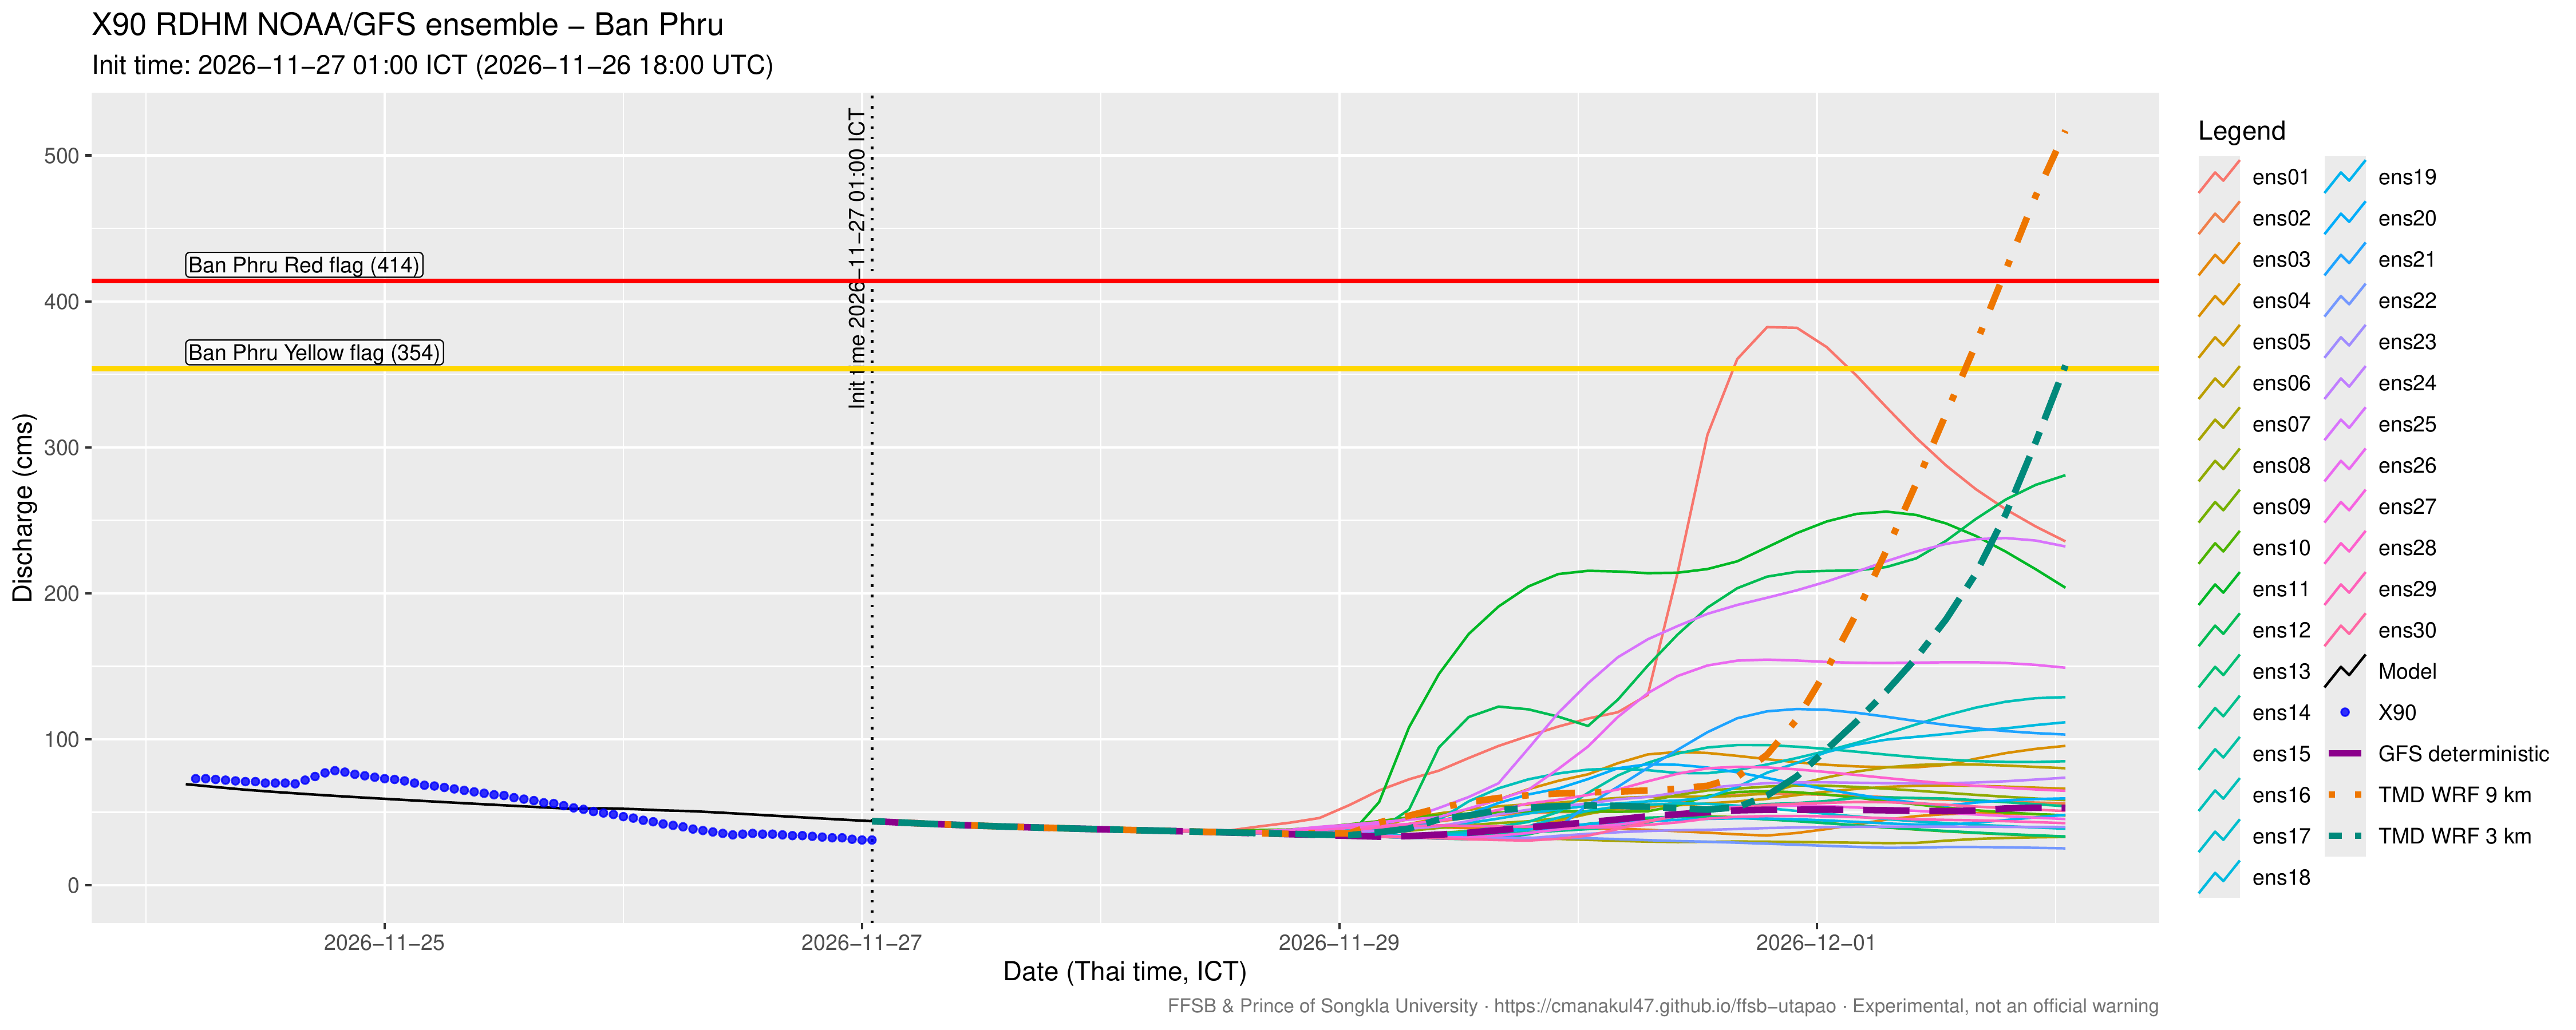 X90 RDHM NOAA/GFS ensemble – Ban Phru
Init time: 2026–11–27 01:00 ICT (2026–11–26 18:00 UTC)
Discharge (cms)
500
400
300
200
100
0
Ban Phru Red flag (414)
Ban Phru Yellow flag (354)
Init time 2026–11–27 01:00 ICT
2026–11–25
2026–11–27
2026–11–29
2026–12–01
Date (Thai time, ICT)
Legend
ens01
ens02
ens03
ens04
ens05
ens06
ens07
ens08
ens09
ens10
ens11
ens12
ens13
ens14
ens15
ens16
ens17
ens18
ens19
ens20
ens21
ens22
ens23
ens24
ens25
ens26
ens27
ens28
ens29
ens30
Model
X90
GFS deterministic
TMD WRF 9 km
TMD WRF 3 km
FFSB & Prince of Songkla University · https://cmanakul47.github.io/ffsb–utapao · Experimental, not an official warning